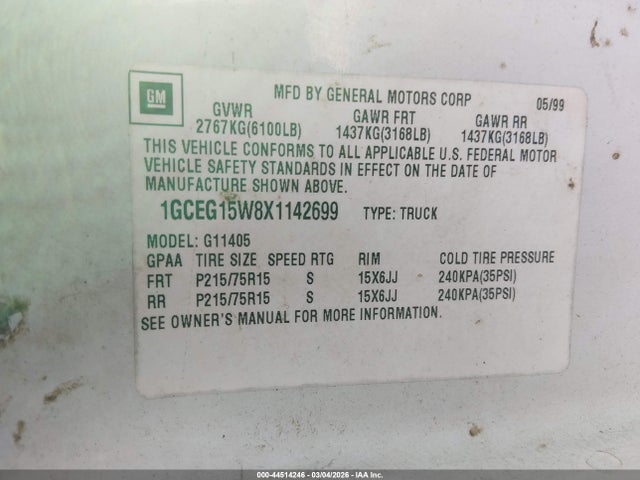 GM
MFD BY GENERAL MOTORS CORP 05/99
GVWR GAWR FRT GAWR RR
2767KG(6100LB) 1437KG(3168LB) 1437KG(3168LB)
THIS VEHICLE CONFORMS TO ALL APPLICABLE U.S. FEDERAL MOTOR
VEHICLE SAFETY STANDARDS IN EFFECT ON THE DATE OF
MANUFACTURE SHOWN ABOVE.
1GCEG15W8X1142699 TYPE: TRUCK
MODEL: G11405
GPAA TIRE SIZE SPEED RTG RIM COLD TIRE PRESSURE
FRT P215/75R15 S 15X6JJ 240KPA(35PSI)
RR P215/75R15 S 15X6JJ 240KPA(35PSI)
SEE OWNER'S MANUAL FOR MORE INFORMATION.
000-44514246 - 03/04/2026 - IAA Inc.